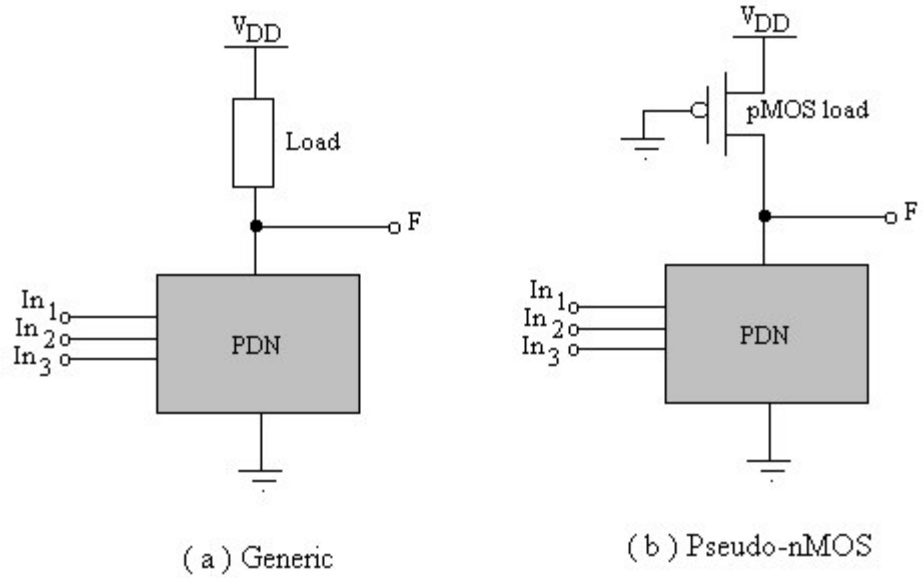 VDD
Load
F
In1
In2
In3
PDN
( a ) Generic
VDD
pMOS load
F
In1
In2
In3
PDN
( b ) Pseudo-nMOS